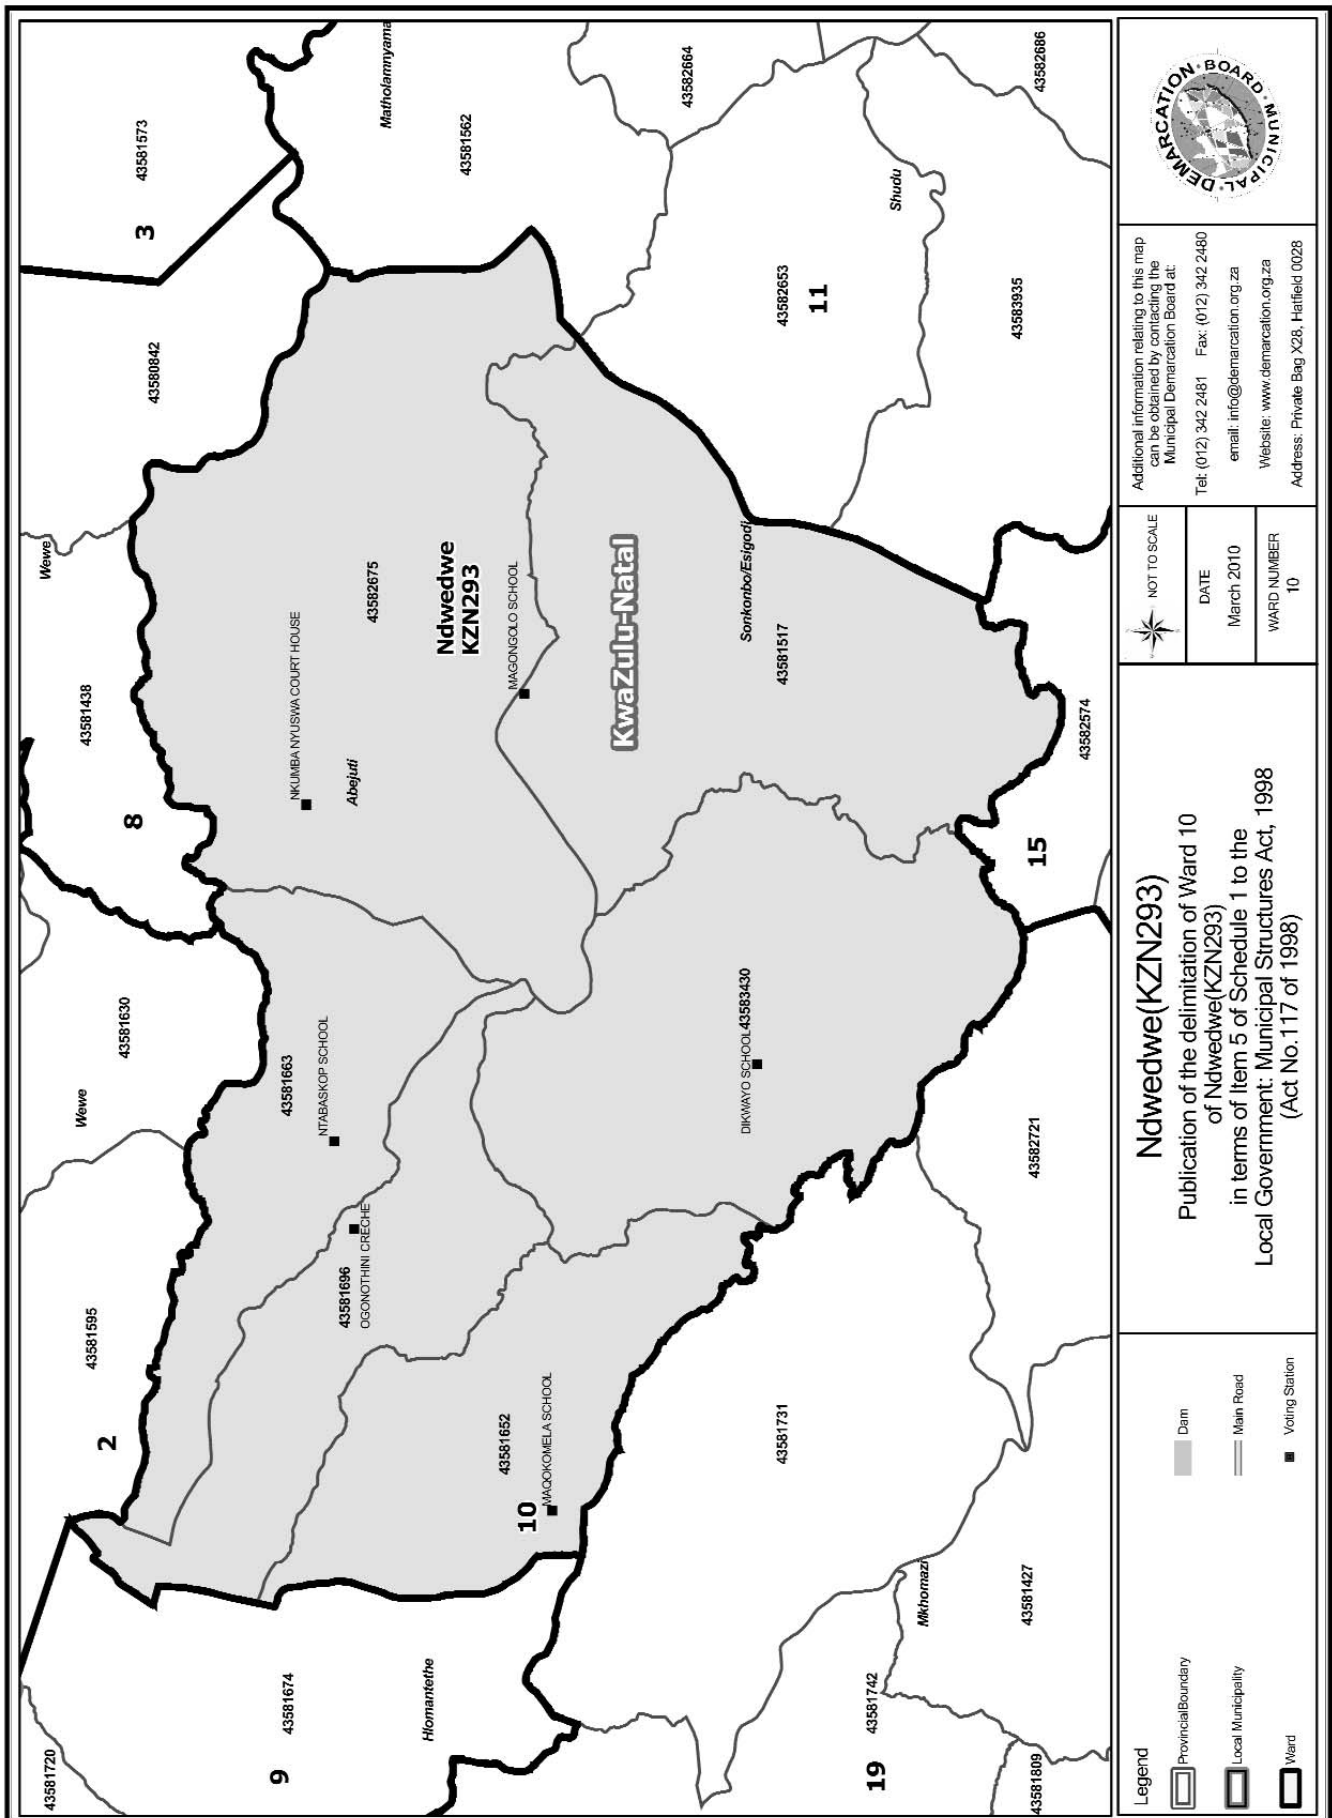 43581720
9
43581674
Hlomantethe
2
43581595
Wewe
43581630
8
43581438
Wewe
43580842
3
43581573
Matholamnyama
43581562
43582664
43582686
43581663
NTABASKOP SCHOOL
43581696
OGONOTHINI CRECHE
10
43581652
MAQOKOMELA SCHOOL
NKUMBA NYUSWA COURT HOUSE
Abejuti
43582675
Ndwedwe
KZN293
MAGONGOLO SCHOOL
KwaZulu-Natal
Sonkonbo/Esigodi
43581517
DIKWAYO SCHOOL
43583430
43582653
11
Shudu
43583935
15
43582574
43582721
43581731
Mkhomazi
43581427
19
43581742
43581809
Legend
ProvincialBoundary
Local Municipality
Ward
Dam
Main Road
Voting Station
Ndwedwe(KZN293)
Publication of the delimitation of Ward 10
of Ndwedwe(KZN293)
in terms of Item 5 of Schedule 1 to the
Local Government: Municipal Structures Act, 1998
(Act No.117 of 1998)
NOT TO SCALE
DATE
March 2010
WARD NUMBER
10
Additional information relating to this map
can be obtained by contacting the
Municipal Demarcation Board at:
Tel: (012) 342 2481 Fax: (012) 342 2480
email: info@demarcation.org.za
Website: www.demarcation.org.za
Address: Private Bag X28, Hatfield 0028
MUNICIPAL DEMARCATION BOARD